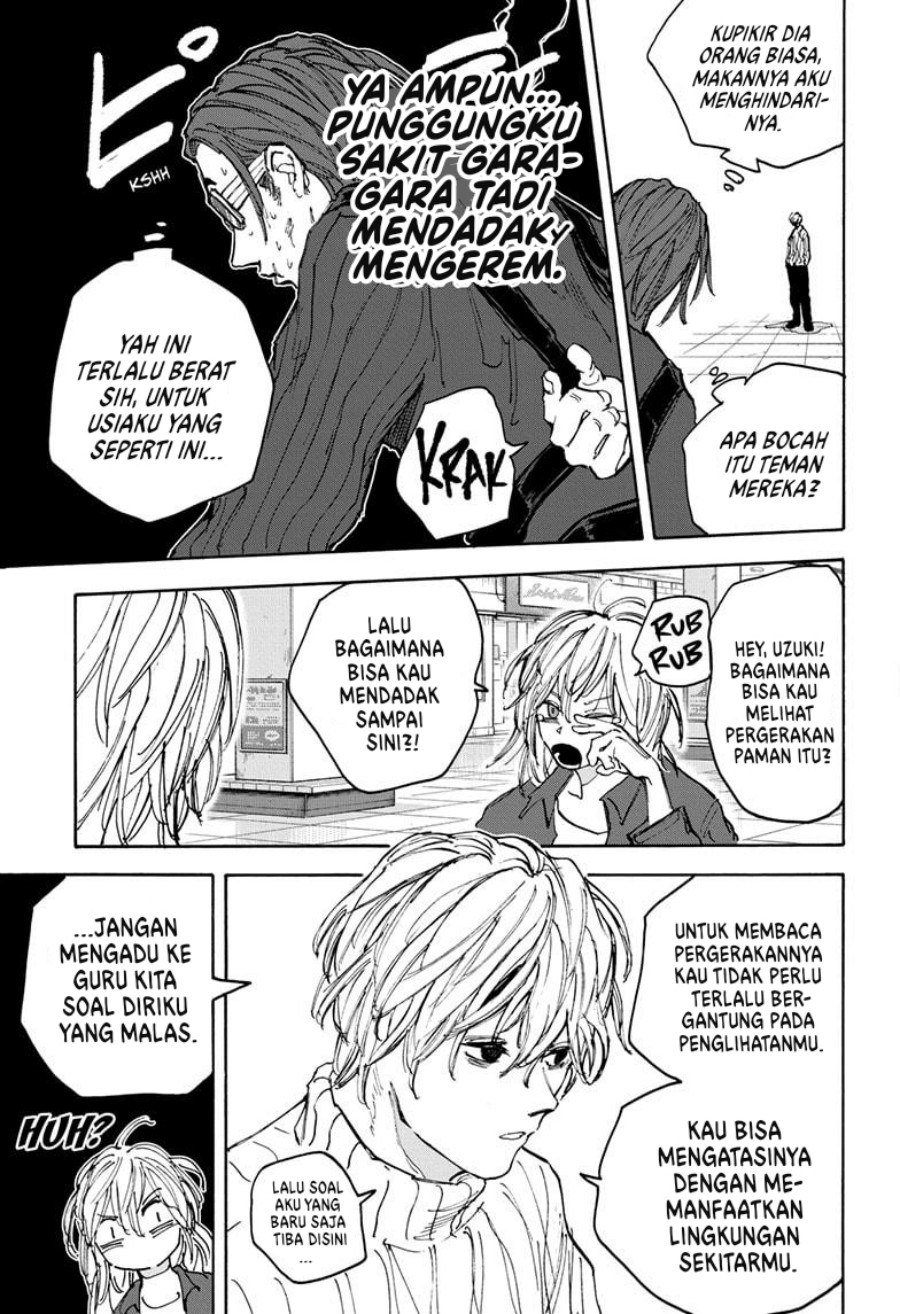 KUPIKIR DIA
ORANG BIASA,
MAKANNYA AKU
MENGHINDARI-
NYA.
APA BOCAH
ITU TEMAN
MEREKA?
YA AMPUN...
PUNGGUNGKU
SAKIT GARA-
GARA TADI
MENDADAK
MENGEREM.
ピキッ
KSHH
YAH INI
TERLALU BERAT
SIH, UNTUK
USIAKU YANG
SEPERTI INI...
KRAK
RUB
RUB
HEY, UZUKI!
BAGAIMANA
BISA KAU
MELIHAT
PERGERAKAN
PAMAN ITU?
LALU
BAGAIMANA
BISA KAU
MENDADAK
SAMPAI
SINI?!
UNTUK MEMBACA
PERGERAKANNYA
KAU TIDAK PERLU
TERLALU BER-
GANTUNG PADA
PENGLIHATANMU.
KAU BISA
MENGATASINYA
DENGAN ME-
MANFAATKAN
LINGKUNGAN
SEKITARMU.
LALU SOAL
AKU YANG
BARU SAJA
TIBA DISINI
...
...JANGAN
MENGADU KE
GURU KITA
SOAL DIRIKU
YANG MALAS.
HUH?